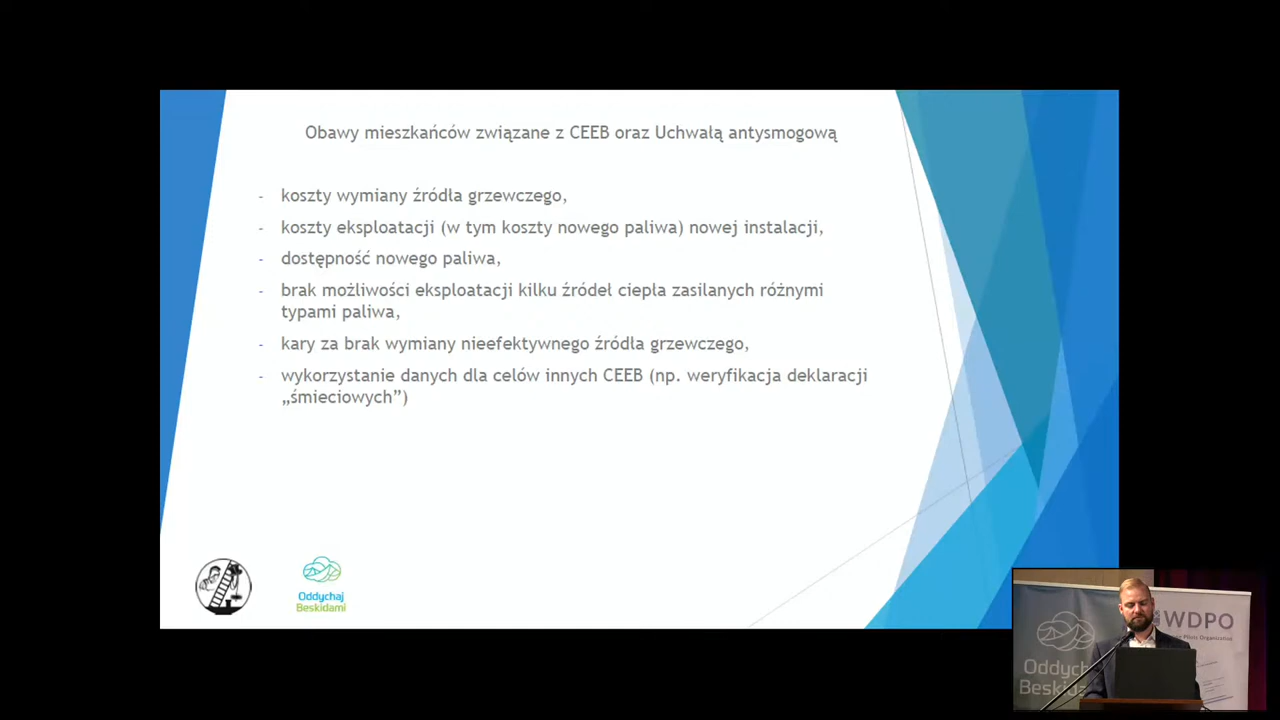 Obawy mieszkańców związane z CEEB oraz Uchwałą antysmogową
- koszty wymiany źródła grzewczego,
- koszty eksploatacji (w tym koszty nowego paliwa) nowej instalacji,
- dostępność nowego paliwa,
- brak możliwości eksploatacji kilku źródeł ciepła zasilanych różnymi
typami paliwa,
- kary za brak wymiany nieefektywnego źródła grzewczego,
- wykorzystanie danych dla celów innych CEEB (np. weryfikacja deklaracji
„śmieciowych”)
Oddychaj
Beskidami
WDPO
Oddych
Beskid